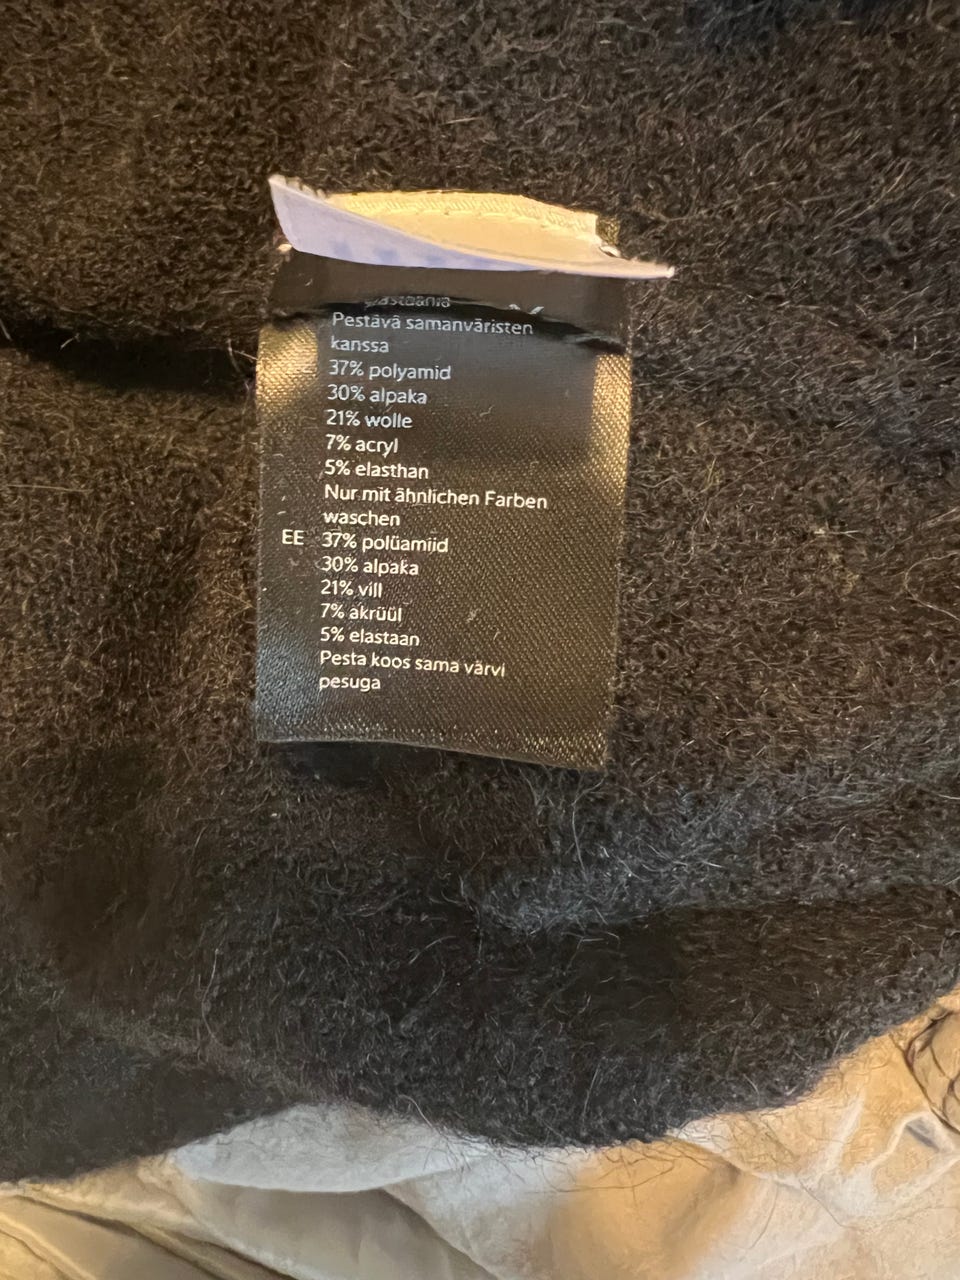 Pestävä samanväristen
kanssa
37% polyamid
30% alpaka
21% wolle
7% acryl
5% elasthan
Nur mit ähnlichen Farben
waschen
EE 37% polüamiid
30% alpaka
21% vill
7% akrüül
5% elastaan
Pesta koos sama värvi
pesuga